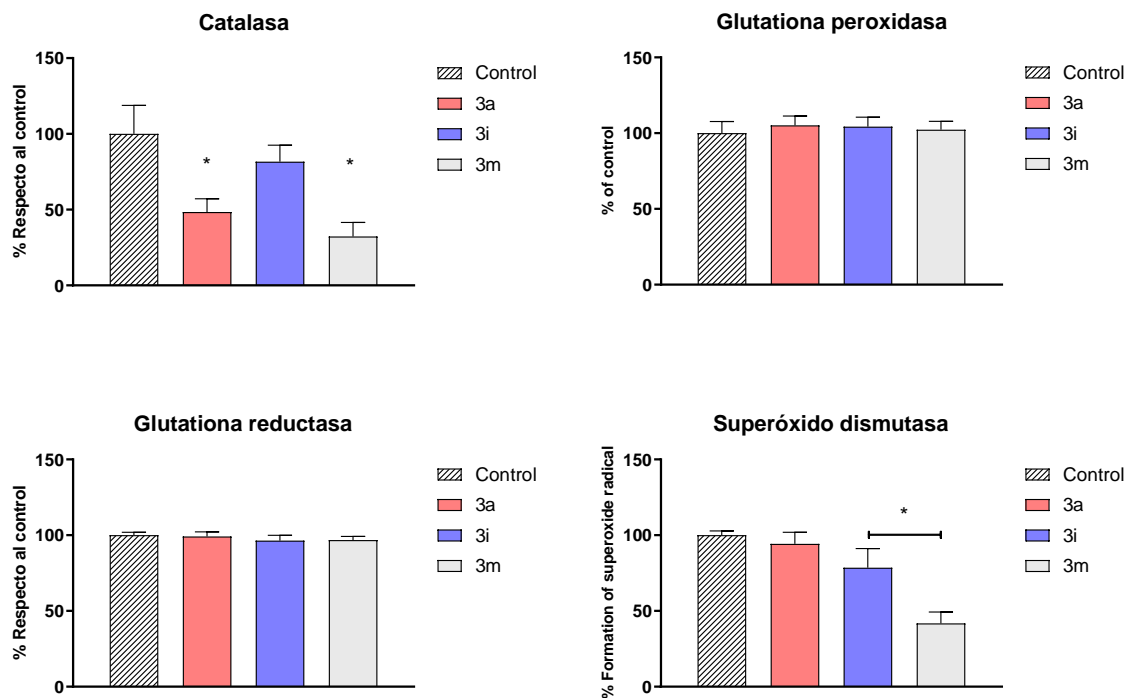 Catalasa
% Respecto al control
150
100
50
0
*
*
Control
3a
3i
3m
Glutationa peroxidasa
% of control
150
100
50
0
Control
3a
3i
3m
Glutationa reductasa
% Respecto al control
150
100
50
0
Control
3a
3i
3m
Superóxido dismutasa
% Formation of superoxide radical
150
100
50
0
*
Control
3a
3i
3m